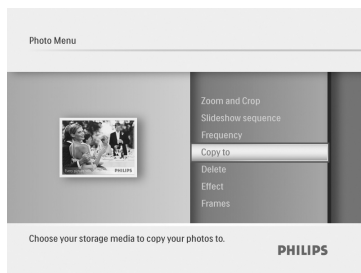 Photo Menu
Zoom and Crop
Slideshow sequence
Frequency
Copy to
Delete
Effect
Frames
PHILIPS
Choose your storage media to copy your photos to.
PHILIPS